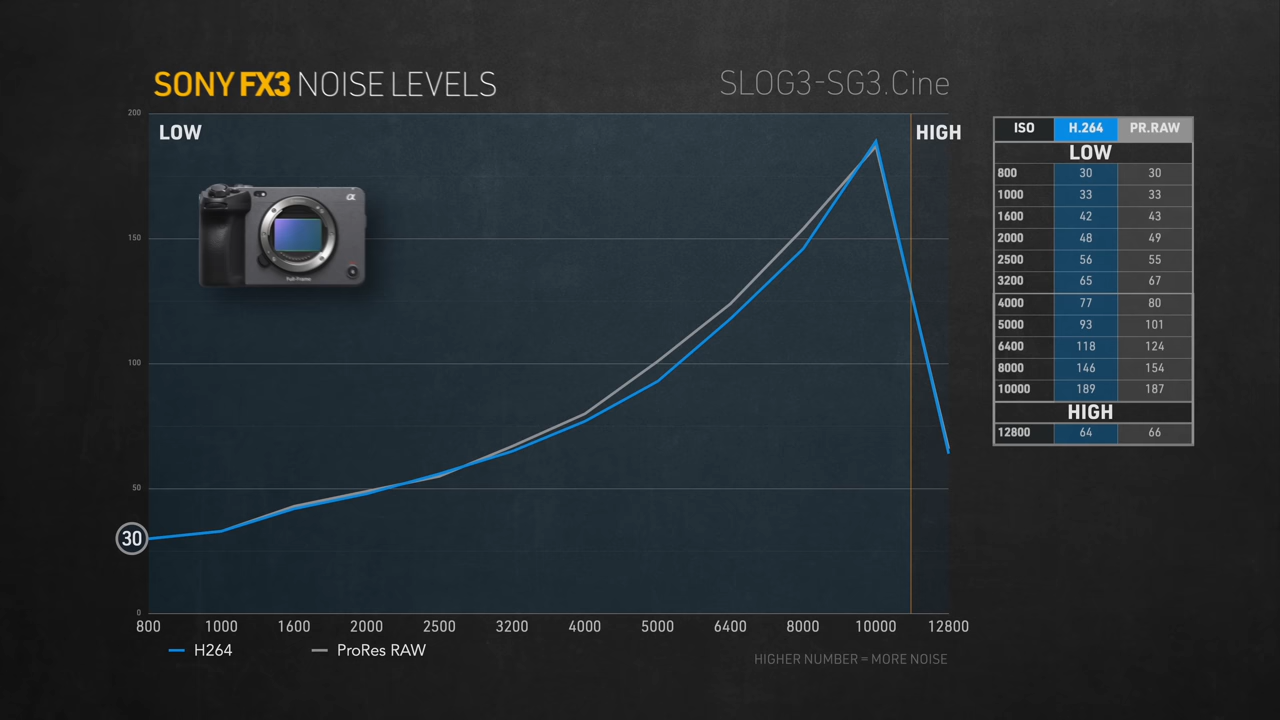 SONY FX3 NOISE LEVELS
SLOG3-SG3.Cine
200
150
100
50
0
LOW
HIGH
α
30
800 1000 1600 2000 2500 3200 4000 5000 6400 8000 10000 12800
H264
ProRes RAW
HIGHER NUMBER = MORE NOISE
ISO H.264 PR.RAW
LOW
800 30 30
1000 33 33
1600 42 43
2000 48 49
2500 56 55
3200 65 67
4000 77 80
5000 93 101
6400 118 124
8000 146 154
10000 189 187
HIGH
12800 64 66